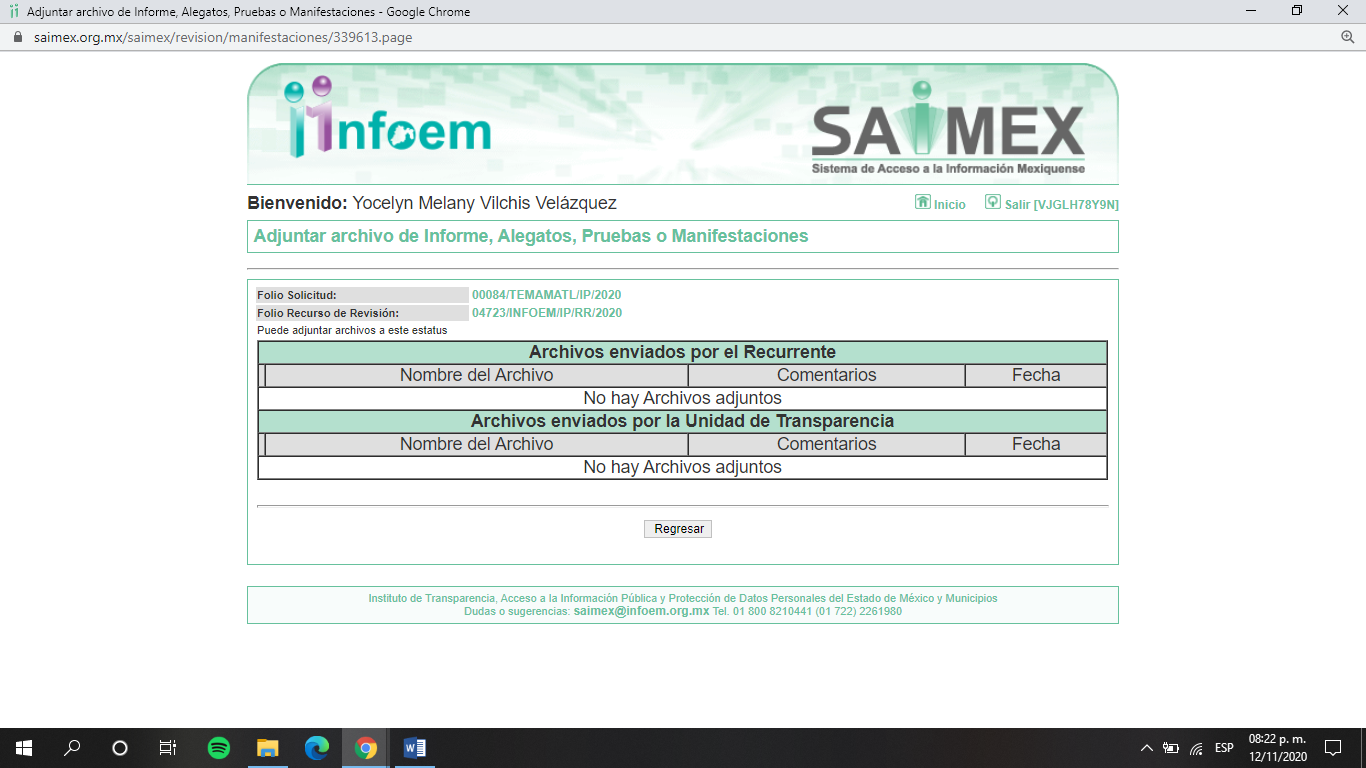 Adjuntar archivo de Informe, Alegatos, Pruebas o Manifestaciones - Google Chrome
saimex.org.mx/saimex/revision/manifestaciones/339613.page
infoem
SAIMEX
Sistema de Acceso a la Información Mexiquense
Bienvenido: Yocelyn Melany Vilchis Velázquez
Inicio Salir [VJGLH78Y9N]
Adjuntar archivo de Informe, Alegatos, Pruebas o Manifestaciones
Folio Solicitud: 00084/TEMAMATL/IP/2020
Folio Recurso de Revisión: 04723/INFOEM/IP/RR/2020
Puede adjuntar archivos a este estatus
Archivos enviados por el Recurrente
Nombre del Archivo Comentarios Fecha
No hay Archivos adjuntos
Archivos enviados por la Unidad de Transparencia
Nombre del Archivo Comentarios Fecha
No hay Archivos adjuntos
Regresar
Instituto de Transparencia, Acceso a la Información Pública y Protección de Datos Personales del Estado de México y Municipios
Dudas o sugerencias: saimex@infoem.org.mx Tel. 01 800 8210441 (01 722) 2261980
ESP
08:22 p. m.
12/11/2020